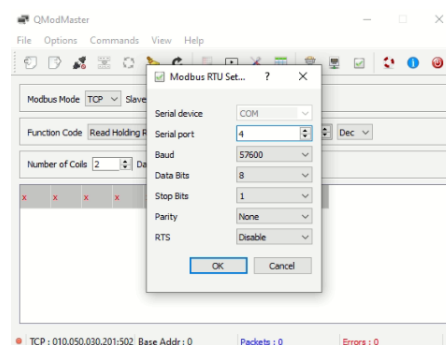 QModMaster
File Options Commands View Help
Modbus RTU Set... ? ×
Modbus Mode TCP Slave
Serial device COM
Serial port 4
Function Code Read Holding R Dec
Baud 57600
Number of Coils 2 Da
Data Bits 8
Stop Bits 1
x x x x
Parity None
RTS Disable
OK Cancel
TCP : 010.050.030.201:502 Base Addr : 0 Packets : 0 Errors : 0